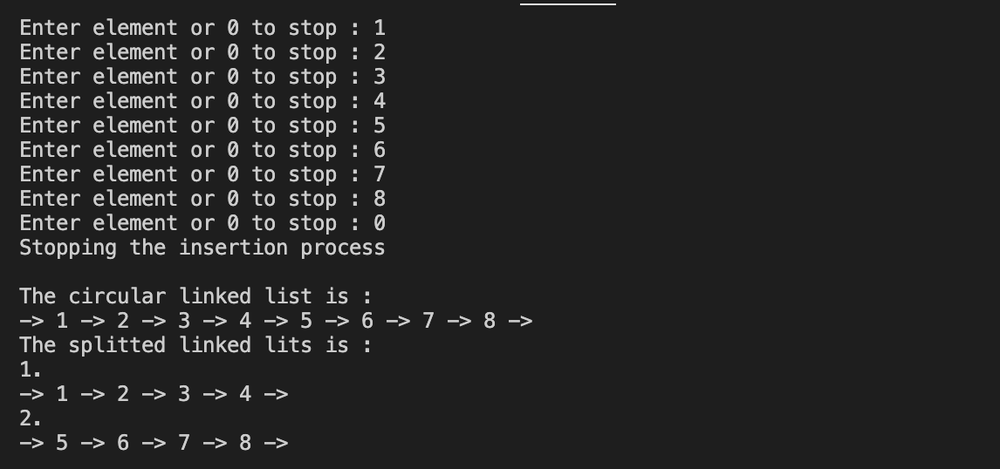 Enter element or 0 to stop : 1
Enter element or 0 to stop : 2
Enter element or 0 to stop : 3
Enter element or 0 to stop : 4
Enter element or 0 to stop : 5
Enter element or 0 to stop : 6
Enter element or 0 to stop : 7
Enter element or 0 to stop : 8
Enter element or 0 to stop : 0
Stopping the insertion process
The circular linked list is :
-> 1 -> 2 -> 3 -> 4 -> 5 -> 6 -> 7 -> 8 ->
The splitted linked lits is :
1.
-> 1 -> 2 -> 3 -> 4 ->
2.
-> 5 -> 6 -> 7 -> 8 ->